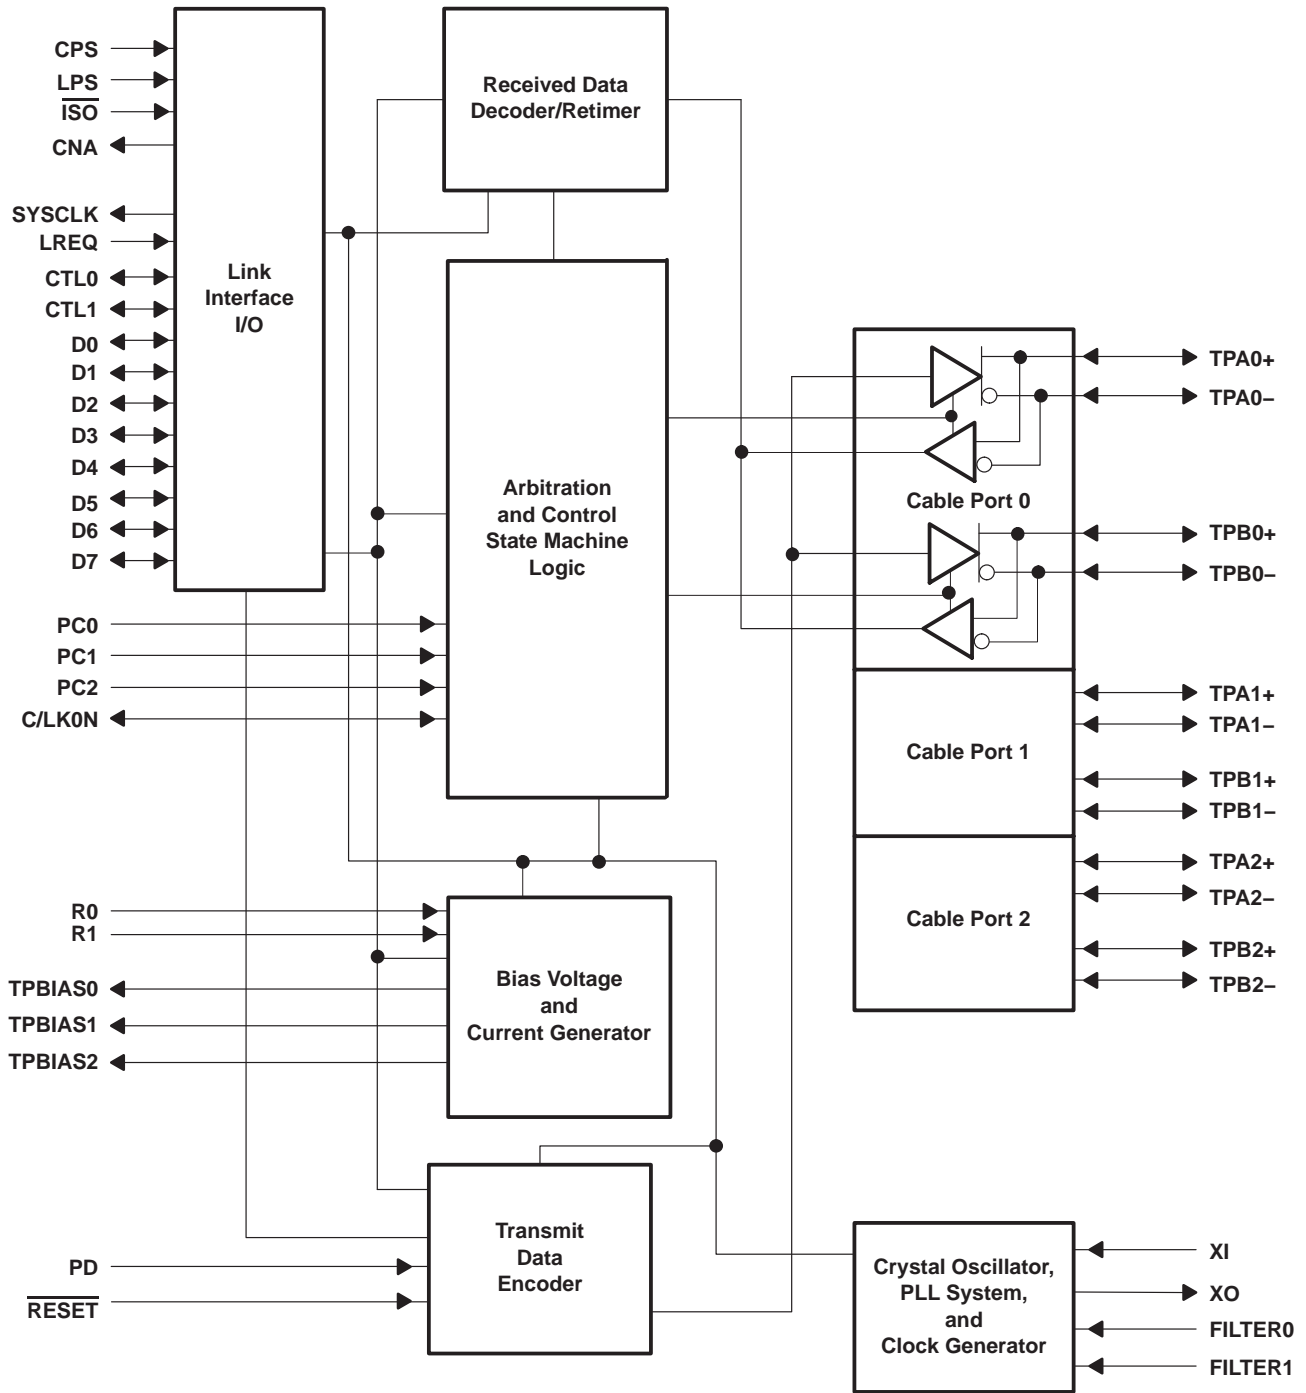 CPS
LPS
ISO
CNA
SYSCLK
LREQ
CTL0
CTL1
D0
D1
D2
D3
D4
D5
D6
D7
Link
Interface
I/O
Received Data
Decoder/Retimer
Arbitration
and Control
State Machine
Logic
PC0
PC1
PC2
C/LK0N
Cable Port 0
TPA0+
TPA0–
TPB0+
TPB0–
Cable Port 1
TPA1+
TPA1–
TPB1+
TPB1–
Cable Port 2
TPA2+
TPA2–
TPB2+
TPB2–
R0
R1
TPBIAS0
TPBIAS1
TPBIAS2
Bias Voltage
and
Current Generator
PD
RESET
Transmit
Data
Encoder
Crystal Oscillator,
PLL System,
and
Clock Generator
XI
XO
FILTER0
FILTER1